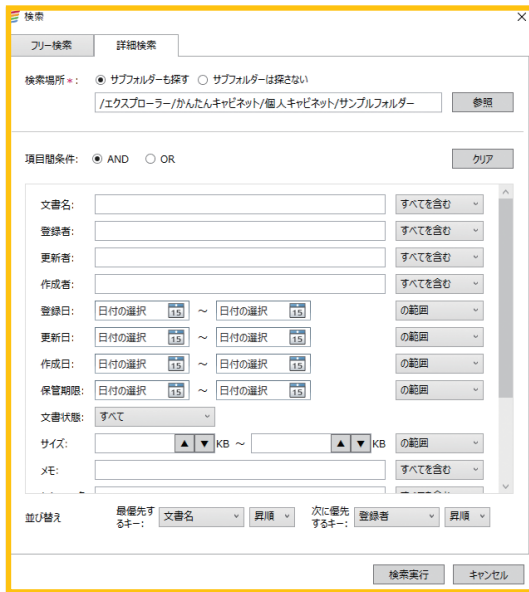 検索
フリー検索 詳細検索
検索場所*: サブフォルダーも探す サブフォルダーは探さない
/エクスプローラー/かんたんキャビネット/個人キャビネット/サンプルフォルダー 参照
項目間条件: AND OR クリア
文書名: すべてを含む
登録者: すべてを含む
更新者: すべてを含む
作成者: すべてを含む
登録日: 日付の選択 15 ~ 日付の選択 15 の範囲
更新日: 日付の選択 15 ~ 日付の選択 15 の範囲
作成日: 日付の選択 15 ~ 日付の選択 15 の範囲
保管期限: 日付の選択 15 ~ 日付の選択 15 の範囲
文書状態: すべて
サイズ: KB ~ KB の範囲
メモ: すべてを含む
並び替え 最優先するキー: 文書名 昇順 次に優先するキー: 登録者 昇順
検索実行 キャンセル